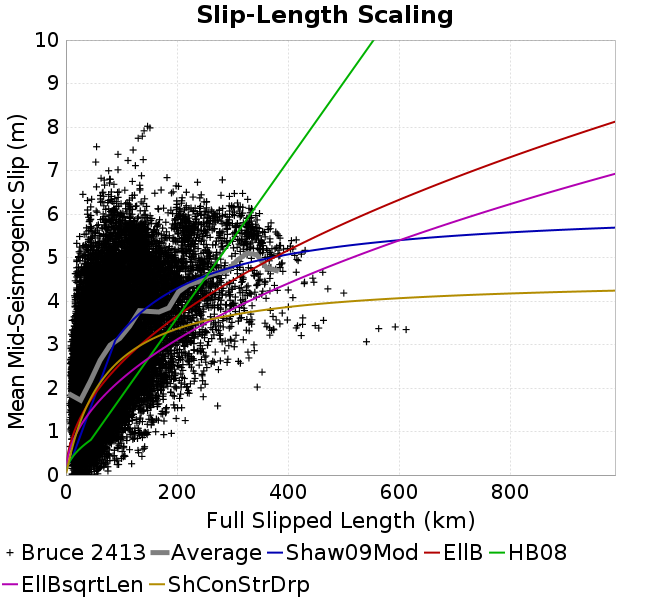 Slip-Length Scaling
Mean Mid-Seismogenic Slip (m)
10
9
8
7
6
5
4
3
2
1
0
0 200 400 600 800
Full Slipped Length (km)
Bruce 2413 Average Shaw09Mod EllB HB08
EllBsqrtLen ShConStrDrp